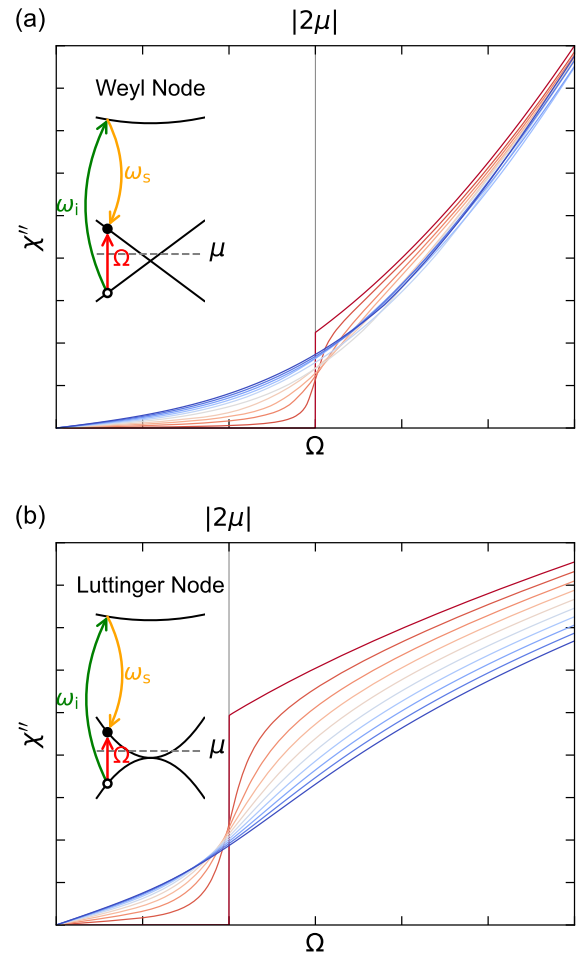 (a)
|2μ|
Weyl Node
ω_s
ω_i
μ
Ω
χ′′
Ω
(b)
|2μ|
Luttinger Node
ω_s
ω_i
μ
Ω
χ′′
Ω